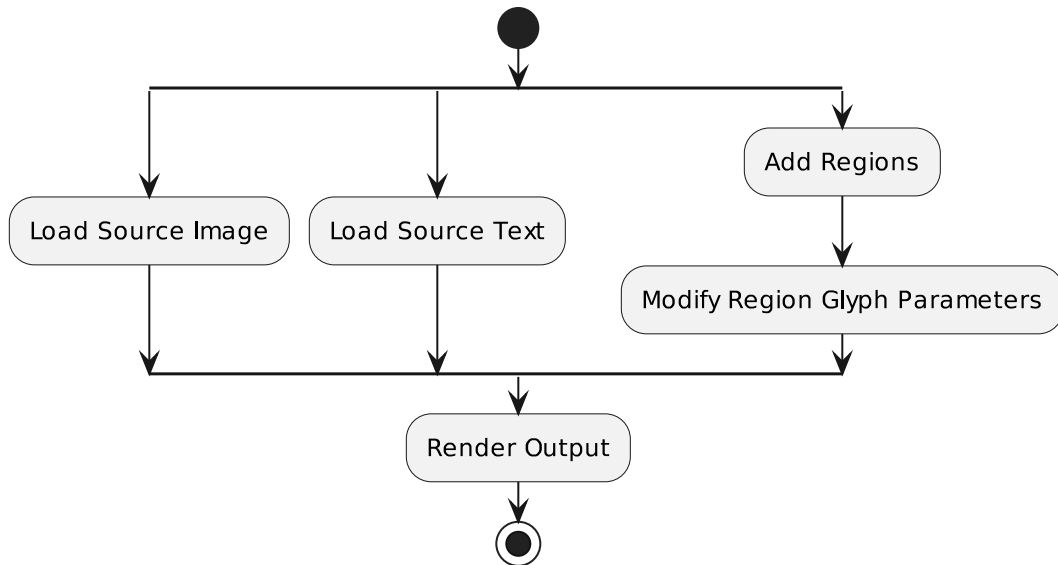 Add Regions
Load Source Image
Load Source Text
Modify Region Glyph Parameters
Render Output